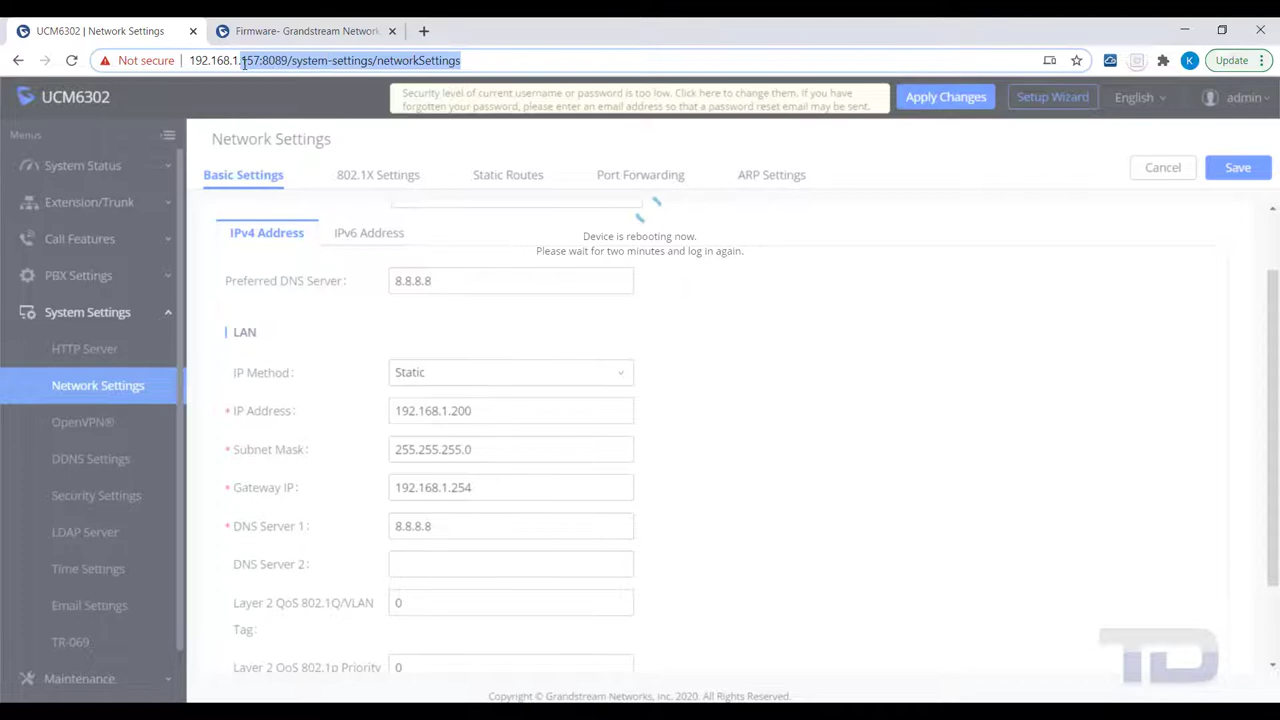 UCM6302 | Network Settings
Firmware- Grandstream Network
Not secure
192.168.1.157:8089/system-settings/networkSettings
K
Update
UCM6302
Security level of current username or password is too low. Click here to change them. If you have
forgotten your password, please enter an email address so that a password reset email may be sent.
Apply Changes
Setup Wizard
English
admin
Menus
System Status
Extension/Trunk
Call Features
PBX Settings
System Settings
HTTP Server
Network Settings
OpenVPN®
DDNS Settings
Security Settings
LDAP Server
Time Settings
Email Settings
TR-069
Maintenance
Network Settings
Cancel
Save
Basic Settings
802.1X Settings
Static Routes
Port Forwarding
ARP Settings
IPv4 Address
IPv6 Address
Device is rebooting now.
Please wait for two minutes and log in again.
Preferred DNS Server:
8.8.8.8
LAN
IP Method:
Static
* IP Address:
192.168.1.200
* Subnet Mask:
255.255.255.0
* Gateway IP:
192.168.1.254
* DNS Server 1:
8.8.8.8
DNS Server 2:
Layer 2 QoS 802.1Q/VLAN
Tag:
0
Layer 2 QoS 802.1p Priority
0
TD
Copyright © Grandstream Networks, Inc. 2020. All Rights Reserved.